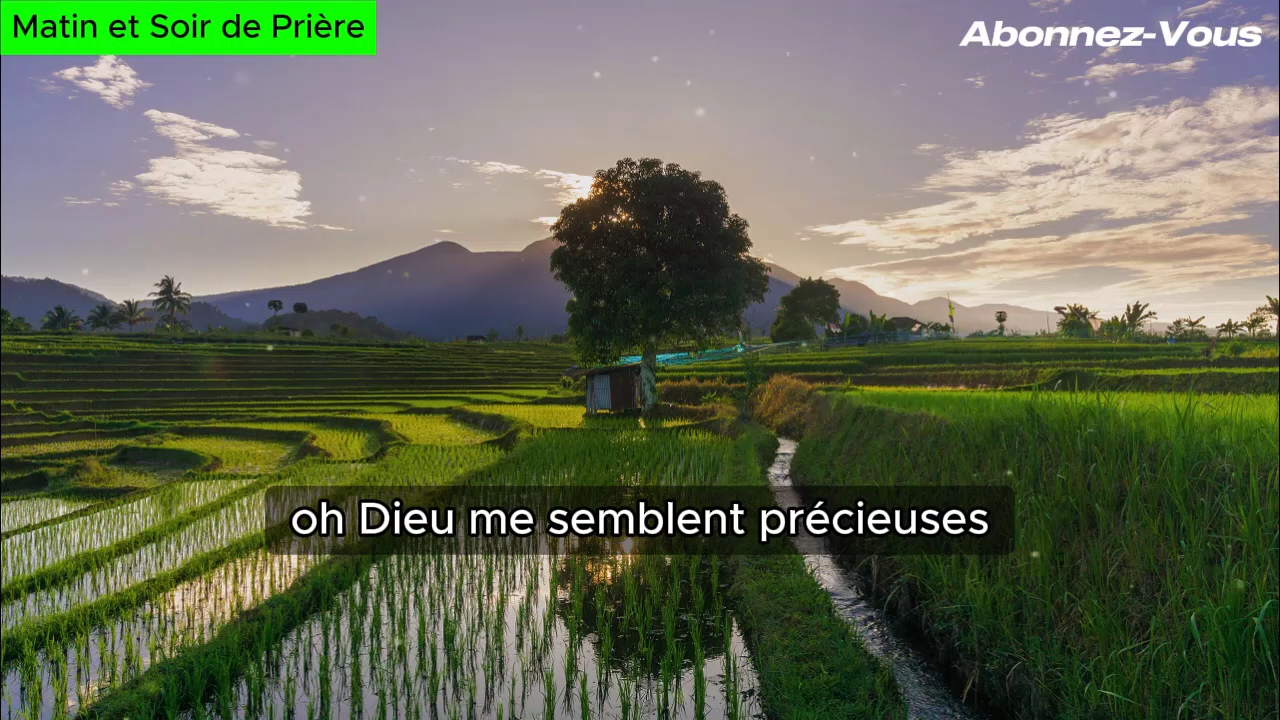 Matin et Soir de Prière
Abonnez-Vous
oh Dieu me semblent précieuses